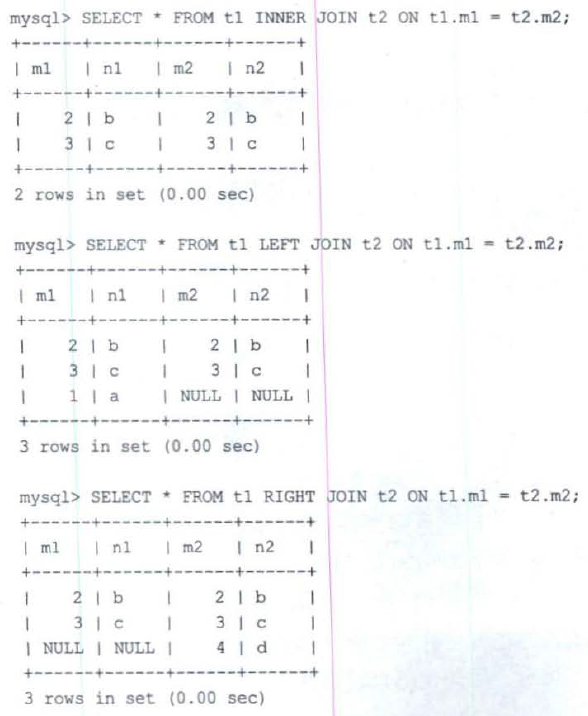 mysql> SELECT * FROM t1 INNER JOIN t2 ON t1.m1 = t2.m2;
+------+------+------+------+
| m1   | n1   | m2   | n2   |
+------+------+------+------+
|    2 | b    |    2 | b    |
|    3 | c    |    3 | c    |
+------+------+------+------+
2 rows in set (0.00 sec)
mysql> SELECT * FROM t1 LEFT JOIN t2 ON t1.m1 = t2.m2;
+------+------+------+------+
| m1   | n1   | m2   | n2   |
+------+------+------+------+
|    2 | b    |    2 | b    |
|    3 | c    |    3 | c    |
|    1 | a    | NULL | NULL |
+------+------+------+------+
3 rows in set (0.00 sec)
mysql> SELECT * FROM t1 RIGHT JOIN t2 ON t1.m1 = t2.m2;
+------+------+------+------+
| m1   | n1   | m2   | n2   |
+------+------+------+------+
|    2 | b    |    2 | b    |
|    3 | c    |    3 | c    |
| NULL | NULL |    4 | d    |
+------+------+------+------+
3 rows in set (0.00 sec)